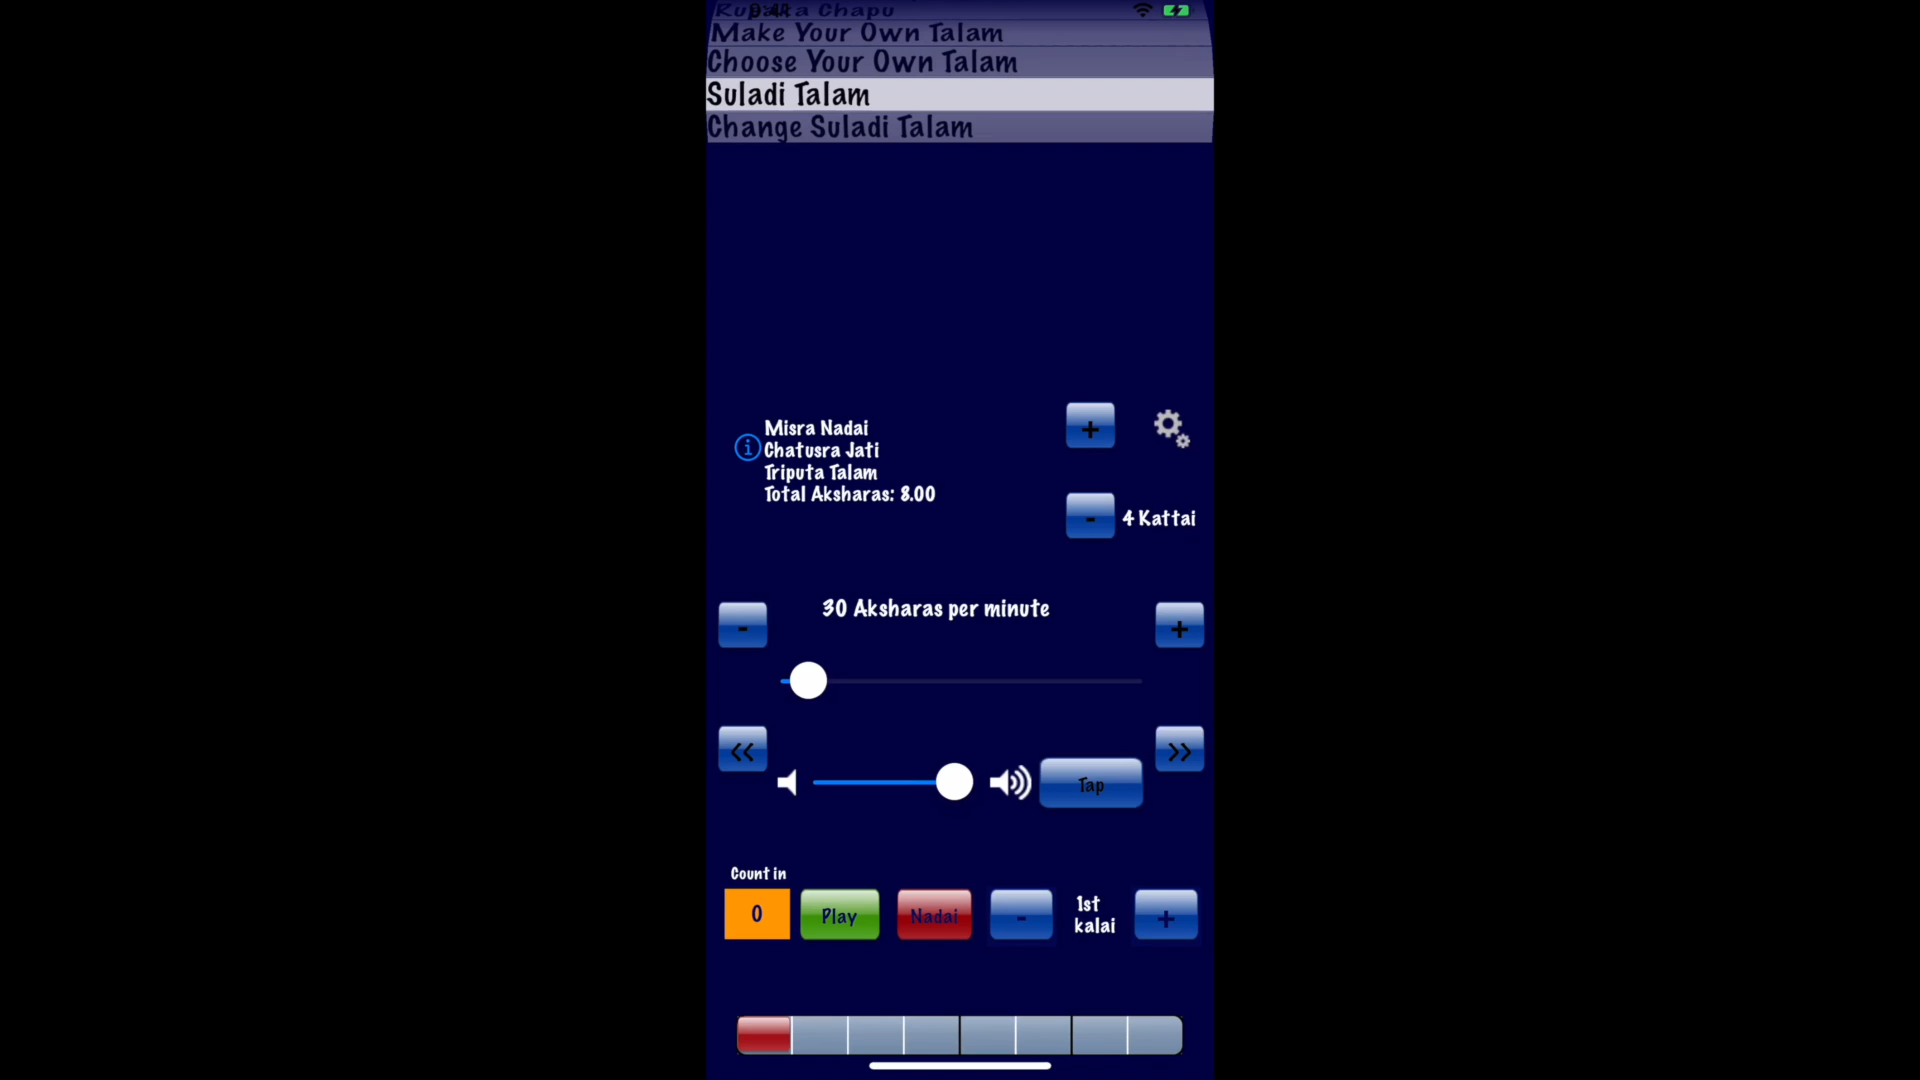 Make Your Own Talam
Choose Your Own Talam
Suladi Talam
Change Suladi Talam
Misra Nadai
Chatusra Jati
Triputa Talam
Total Aksharas: 8.00
+
-
4 Kattai
30 Aksharas per minute
-
+
<<
>>
Tap
Count in
0
Play
Nadai
-
1st
kalai
+